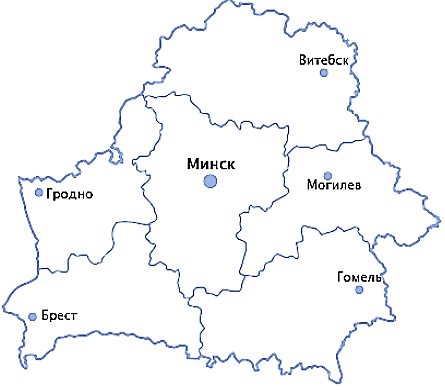 Витебск
Минск
Могилев
Гродно
Гомель
Брест